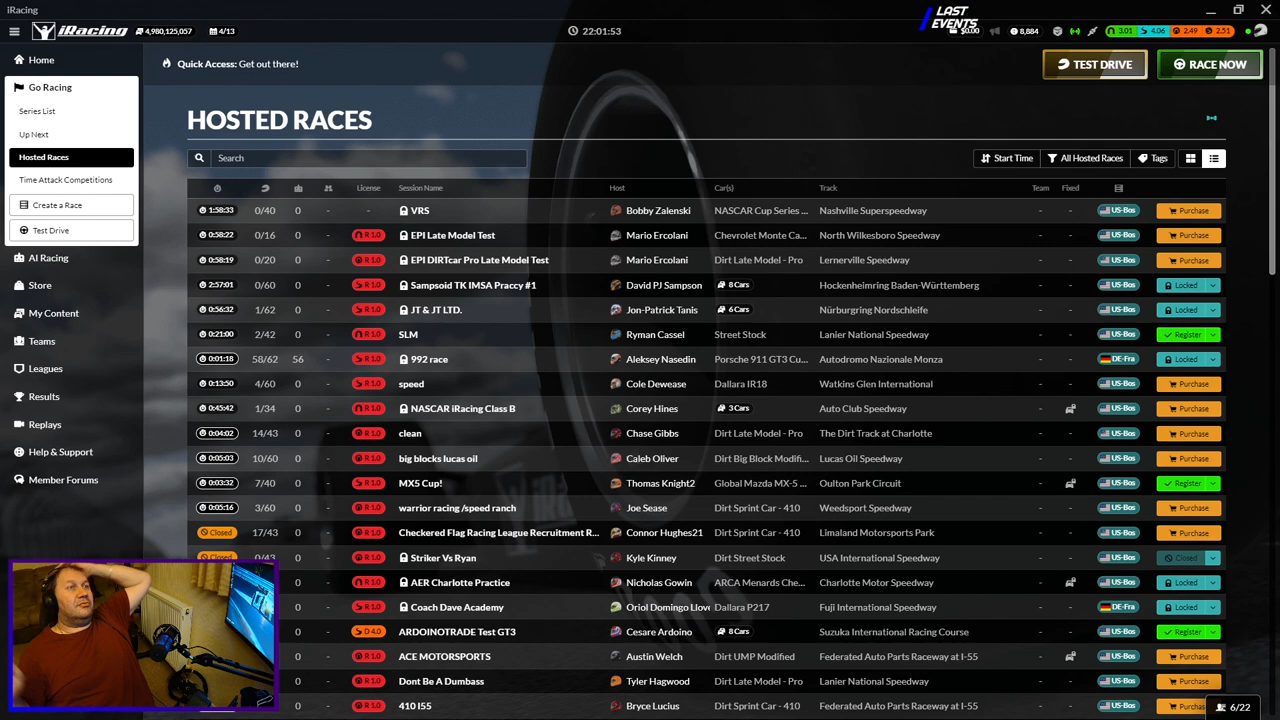 iRacing
iRacing 4,980,125,057 4/13 22:01:53 LAST EVENTS $0.00 8,884 3.01 4.06 2.49 2.51
Home
Go Racing
Series List
Up Next
Hosted Races
Time Attack Competitions
Create a Race
Test Drive
AI Racing
Store
My Content
Teams
Leagues
Results
Replays
Help & Support
Member Forums
Quick Access: Get out there! TEST DRIVE RACE NOW
HOSTED RACES
Search Start Time All Hosted Races Tags
License Session Name Host Car(s) Track Team Fixed
1:58:33 0/40 0 - - VRS Bobby Zalenski NASCAR Cup Series ... Nashville Superspeedway - - US-Bos Purchase
0:58:22 0/16 0 - R 1.0 EPI Late Model Test Mario Ercolani Chevrolet Monte Ca... North Wilkesboro Speedway - - US-Bos Purchase
0:58:19 0/20 0 - R 1.0 EPI DIRTcar Pro Late Model Test Mario Ercolani Dirt Late Model - Pro Lernerville Speedway - - US-Bos Purchase
2:57:01 0/60 0 - R 1.0 Sampsoid TK IMSA Praccy #1 David PJ Sampson 8 Cars Hockenheimring Baden-Württemberg - - US-Bos Locked
0:56:32 1/62 0 - R 1.0 JT & JT LTD. Jon-Patrick Tanis 6 Cars Nürburgring Nordschleife - - US-Bos Locked
0:21:00 2/42 0 - R 1.0 SLM Ryman Cassel Street Stock Lanier National Speedway - - US-Bos Register
0:01:18 58/62 56 - R 1.0 992 race Aleksey Nasedin Porsche 911 GT3 Cu... Autodromo Nazionale Monza - - DE-Fra Locked
0:13:50 4/60 0 - R 1.0 speed Cole Dewease Dallara IR18 Watkins Glen International - - US-Bos Purchase
0:45:42 1/34 0 - R 1.0 NASCAR iRacing Class B Corey Hines 3 Cars Auto Club Speedway - US-Bos Purchase
0:04:02 14/43 0 - R 1.0 clean Chase Gibbs Dirt Late Model - Pro The Dirt Track at Charlotte - - US-Bos Purchase
0:05:03 10/60 0 - R 1.0 big blocks lucas oil Caleb Oliver Dirt Big Block Modifi... Lucas Oil Speedway - - US-Bos Purchase
0:03:32 7/40 0 - R 1.0 MX5 Cup! Thomas Knight2 Global Mazda MX-5 ... Oulton Park Circuit - US-Bos Register
0:05:16 3/60 0 - R 1.0 warrior racing /speed ranch Joe Sease Dirt Sprint Car - 410 Weedsport Speedway - - US-Bos Purchase
Closed 17/43 0 - R 1.0 Checkered Flag Racing League Recruitment R... Connor Hughes21 Dirt Sprint Car - 410 Limaland Motorsports Park - - US-Bos Purchase
Closed 0/43 0 - R 1.0 Striker Vs Ryan Kyle Kinney Dirt Street Stock USA International Speedway - - US-Bos Closed
0 - R 1.0 AER Charlotte Practice Nicholas Gowin ARCA Menards Che... Charlotte Motor Speedway - US-Bos Locked
0 - R 1.0 Coach Dave Academy Oriol Domingo Llove Dallara P217 Fuji International Speedway - - DE-Fra Locked
0 - D 4.0 ARDOINOTRADE Test GT3 Cesare Ardoino 8 Cars Suzuka International Racing Course - - US-Bos Register
0 - R 1.0 ACE MOTORSPORTS Austin Welch Dirt UMP Modified Federated Auto Parts Raceway at I-55 - US-Bos Purchase
0 - R 1.0 Dont Be A Dumbass Tyler Hagwood Dirt Late Model - Pro Lanier National Speedway - - US-Bos Purchase
0 - R 1.0 410 I55 Bryce Lucius Dirt Sprint Car - 410 Federated Auto Parts Raceway at I-55 - - US-Bos Purchase
6/22